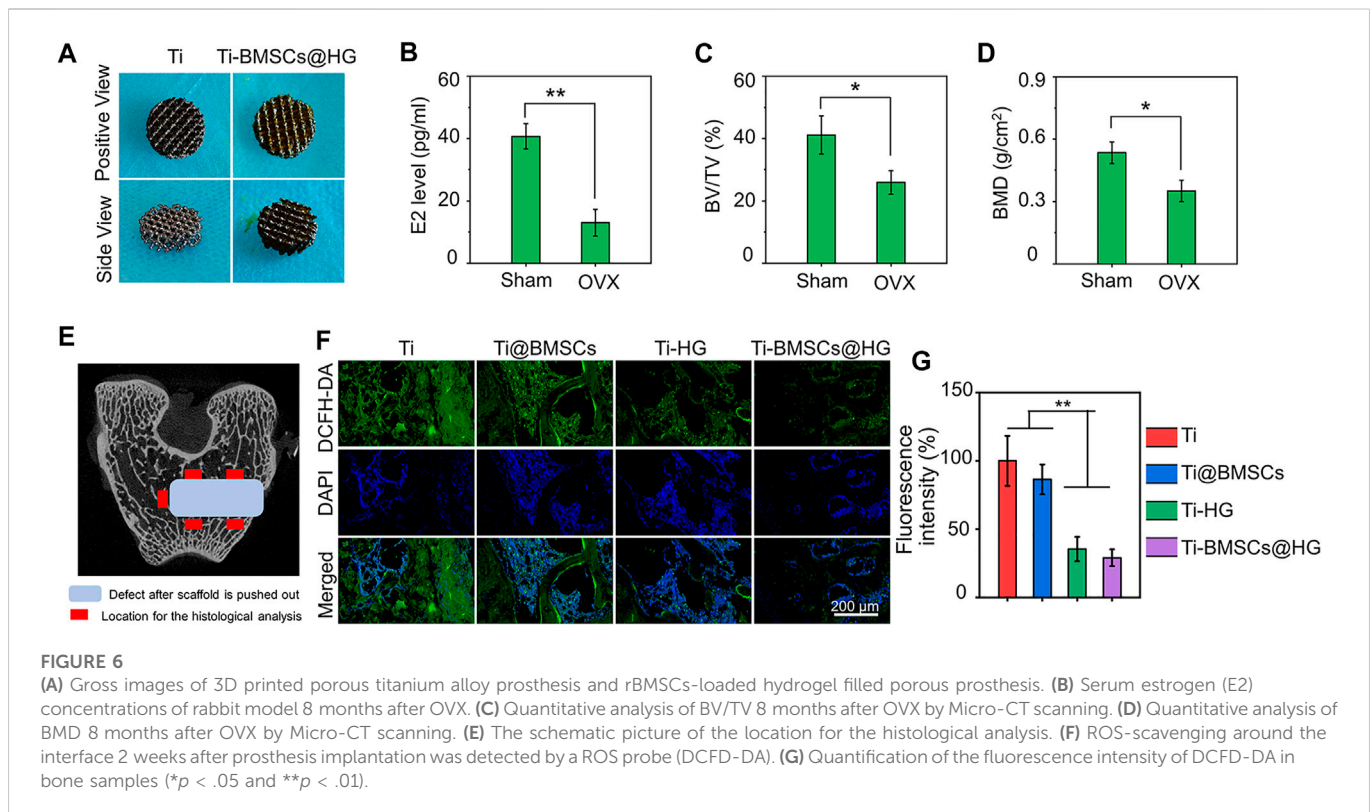 A
Ti
Ti-BMSCs@HG
Positive View
Side View
B
E2 level (pg/ml)
60
40
20
0
**
Sham
OVX
C
BV/TV (%)
60
40
20
0
*
Sham
OVX
D
BMD (g/cm²)
0.9
0.6
0.3
0
*
Sham
OVX
E
Defect after scaffold is pushed out
Location for the histological analysis
F
Ti
Ti@BMSCs
Ti-HG
Ti-BMSCs@HG
DCFH-DA
DAPI
Merged
200 µm
G
Fluorescence
intensity (%)
150
100
50
0
**
Ti
Ti@BMSCs
Ti-HG
Ti-BMSCs@HG
FIGURE 6
(A) Gross images of 3D printed porous titanium alloy prosthesis and rBMSCs-loaded hydrogel filled porous prosthesis. (B) Serum estrogen (E2)
concentrations of rabbit model 8 months after OVX. (C) Quantitative analysis of BV/TV 8 months after OVX by Micro-CT scanning. (D) Quantitative analysis of
BMD 8 months after OVX by Micro-CT scanning. (E) The schematic picture of the location for the histological analysis. (F) ROS-scavenging around the
interface 2 weeks after prosthesis implantation was detected by a ROS probe (DCFD-DA). (G) Quantification of the fluorescence intensity of DCFD-DA in
bone samples (*p < .05 and **p < .01).